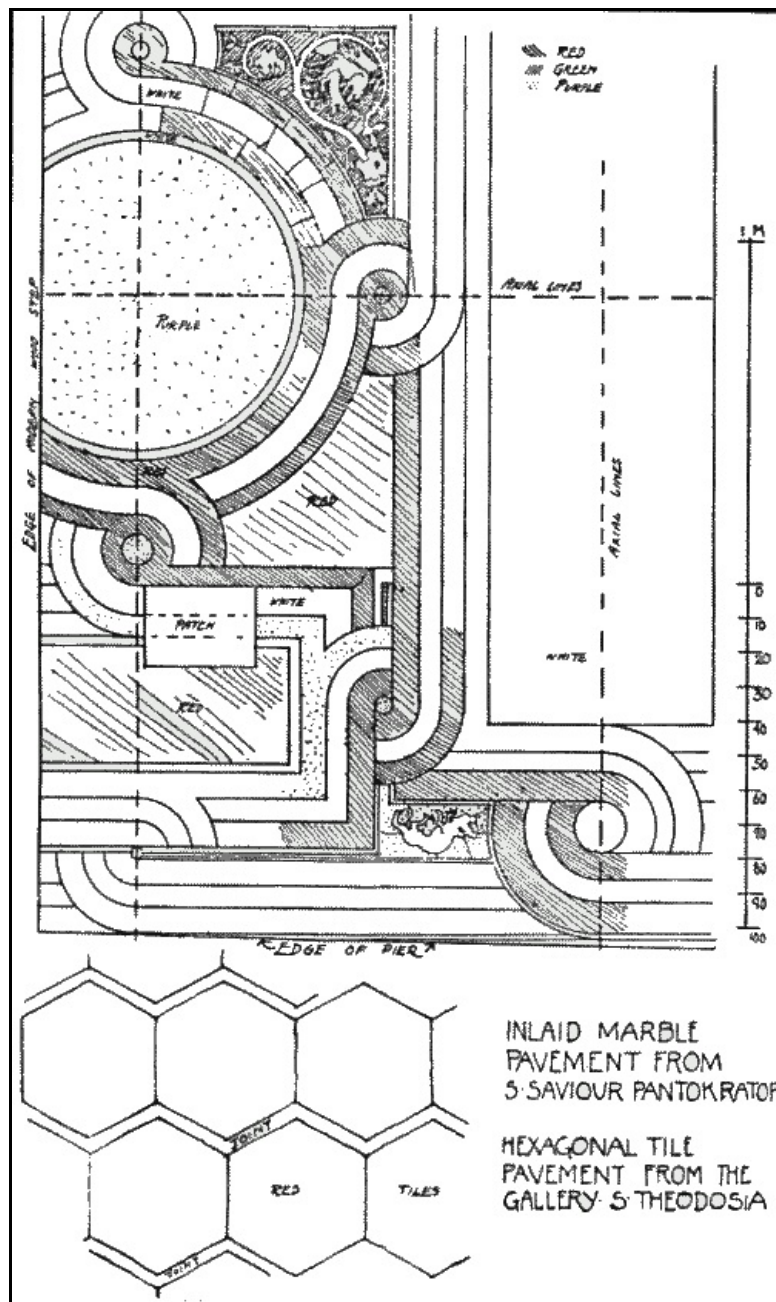 RED
GREEN
PURPLE
WHITE
1 M
AXIAL LINES
PURPLE
EDGE OF MODERN WOOD STEP
AXIAL LINES
RED
RED
WHITE
PATCH
WHITE
RED
0
10
20
30
40
50
60
70
80
90
100
EDGE OF PIER
INLAID MARBLE
PAVEMENT FROM
S·SAVIOUR PANTOKRATOR
JOINT
HEXAGONAL TILE
PAVEMENT FROM THE
GALLERY· S·THEODOSIA
RED
TILES
JOINT